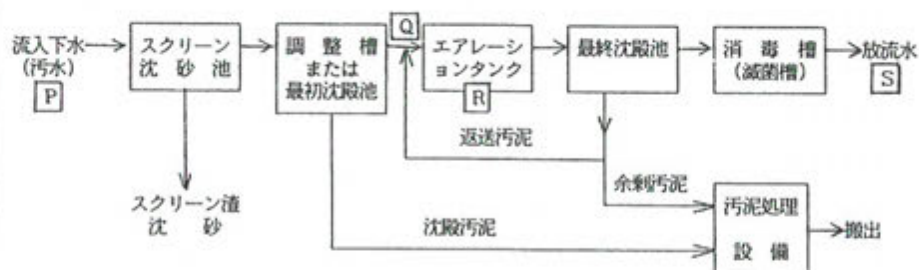 流入下水
(汚水)
P
スクリーン
沈砂池
調整槽
または
最初沈殿池
Q
エアレーシ
ョンタンク
R
最終沈殿池
消毒槽
(滅菌槽)
放流水
S
返送汚泥
余剰汚泥
スクリーン渣
沈砂
沈殿汚泥
汚泥処理
設備
搬出